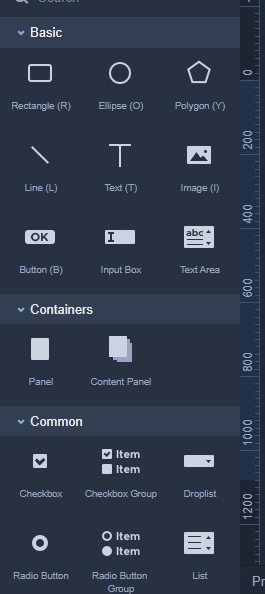 Search
Basic
Rectangle (R)
Ellipse (O)
Polygon (Y)
Line (L)
Text (T)
Image (I)
OK
abc
Button (B)
Input Box
Text Area
Containers
Panel
Content Panel
Common
Item
Item
Checkbox
Checkbox Group
Droplist
Item
Item
Radio Button
Radio Button
Group
List
0
200
400
600
800
1000
1200